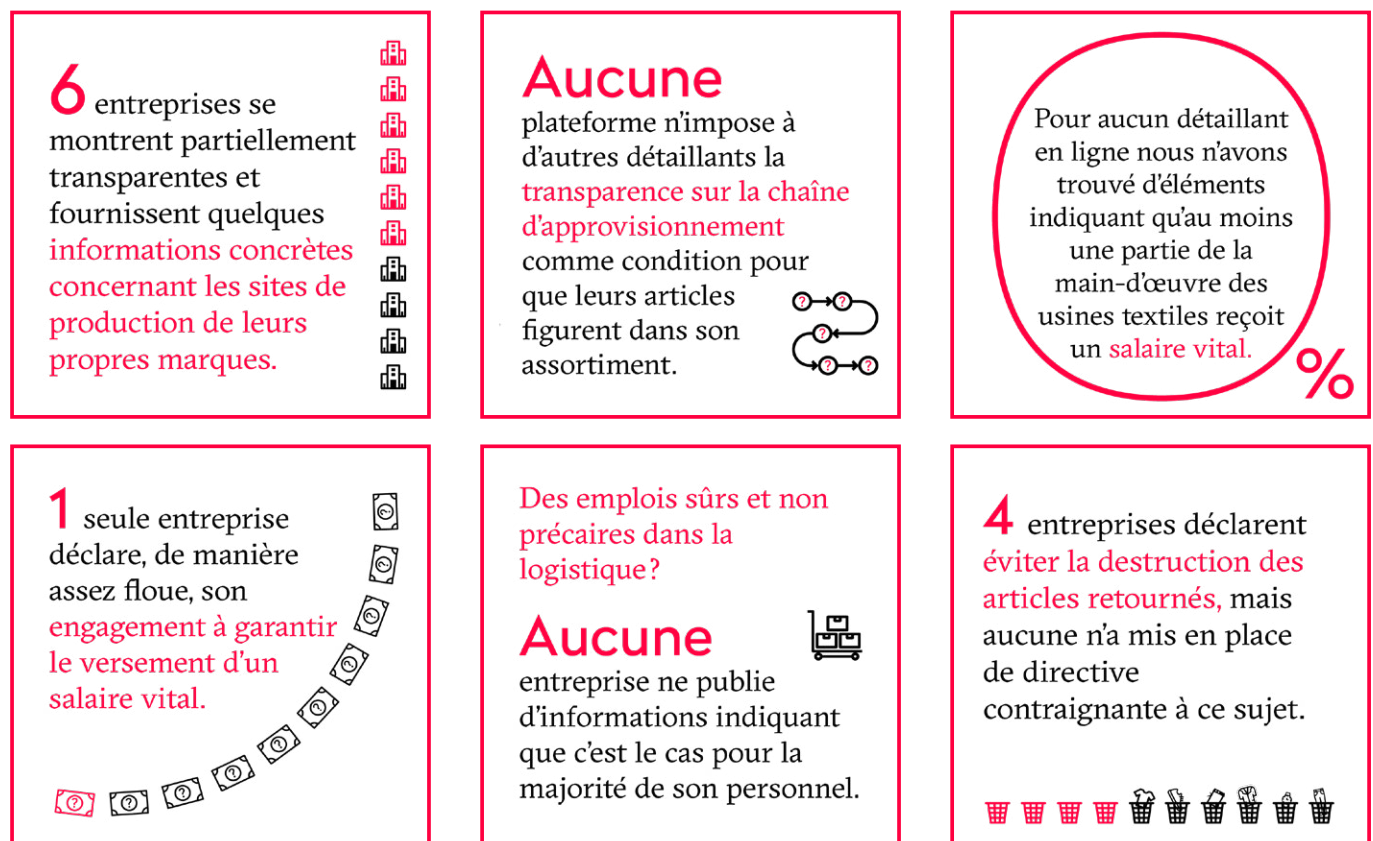 6 entreprises se
montrent partiellement
transparentes et
fournissent quelques
informations concrètes
concernant les sites de
production de leurs
propres marques.
Aucune
plateforme n'impose à
d'autres détaillants la
transparence sur la chaîne
d'approvisionnement
comme condition pour
que leurs articles
figurent dans son
assortiment.
? ?
?
? ?
Pour aucun détaillant
en ligne nous n'avons
trouvé d'éléments
indiquant qu'au moins
une partie de la
main-d'œuvre des
usines textiles reçoit
un salaire vital.
%
1 seule entreprise
déclare, de manière
assez floue, son
engagement à garantir
le versement d'un
salaire vital.
? ? ? ? ? ? ? ? ? ?
Des emplois sûrs et non
précaires dans la
logistique?
Aucune
entreprise ne publie
d'informations indiquant
que c'est le cas pour la
majorité de son personnel.
4 entreprises déclarent
éviter la destruction des
articles retournés, mais
aucune n'a mis en place
de directive
contraignante à ce sujet.